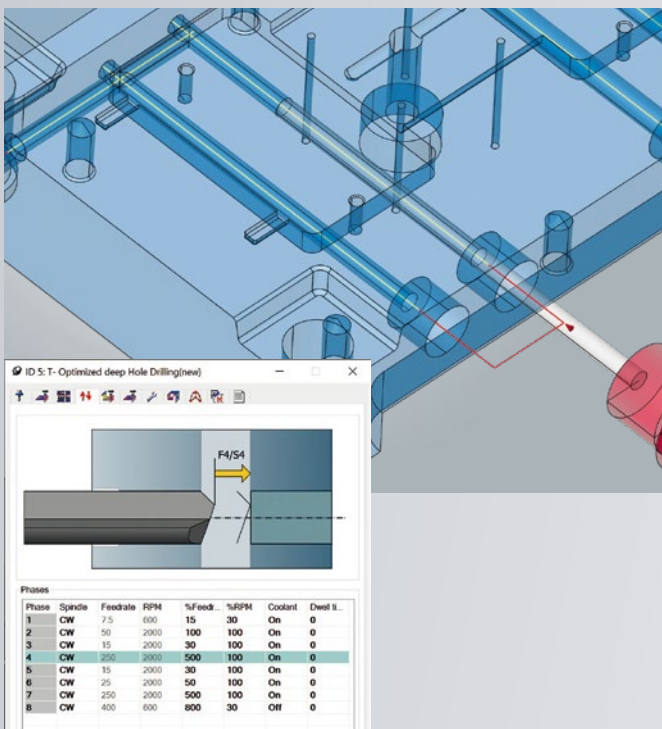 ID 5: T- Optimized deep Hole Drilling(new)
F4/S4
Phases
Phase Spindle Feedrate RPM %Feedr... %RPM Coolant Dwell ti...
1 CW 7.5 600 15 30 On 0
2 CW 50 2000 100 100 On 0
3 CW 15 2000 30 100 On 0
4 CW 250 2000 500 100 On 0
5 CW 15 2000 30 100 On 0
6 CW 25 2000 50 100 On 0
7 CW 250 2000 500 100 On 0
8 CW 400 600 800 30 Off 0